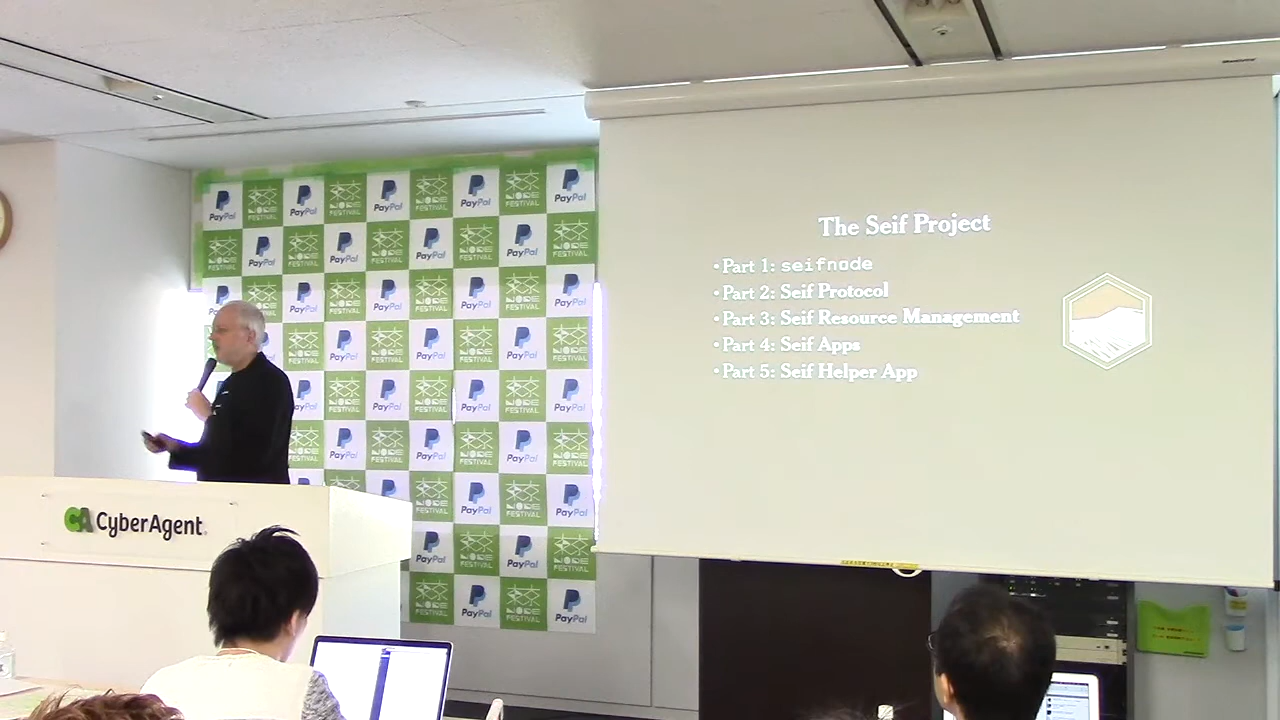 The Seif Project
• Part 1: seifnode
• Part 2: Seif Protocol
• Part 3: Seif Resource Management
• Part 4: Seif Apps
• Part 5: Seif Helper App
CA CyberAgent
PayPal
NODE FESTIVAL